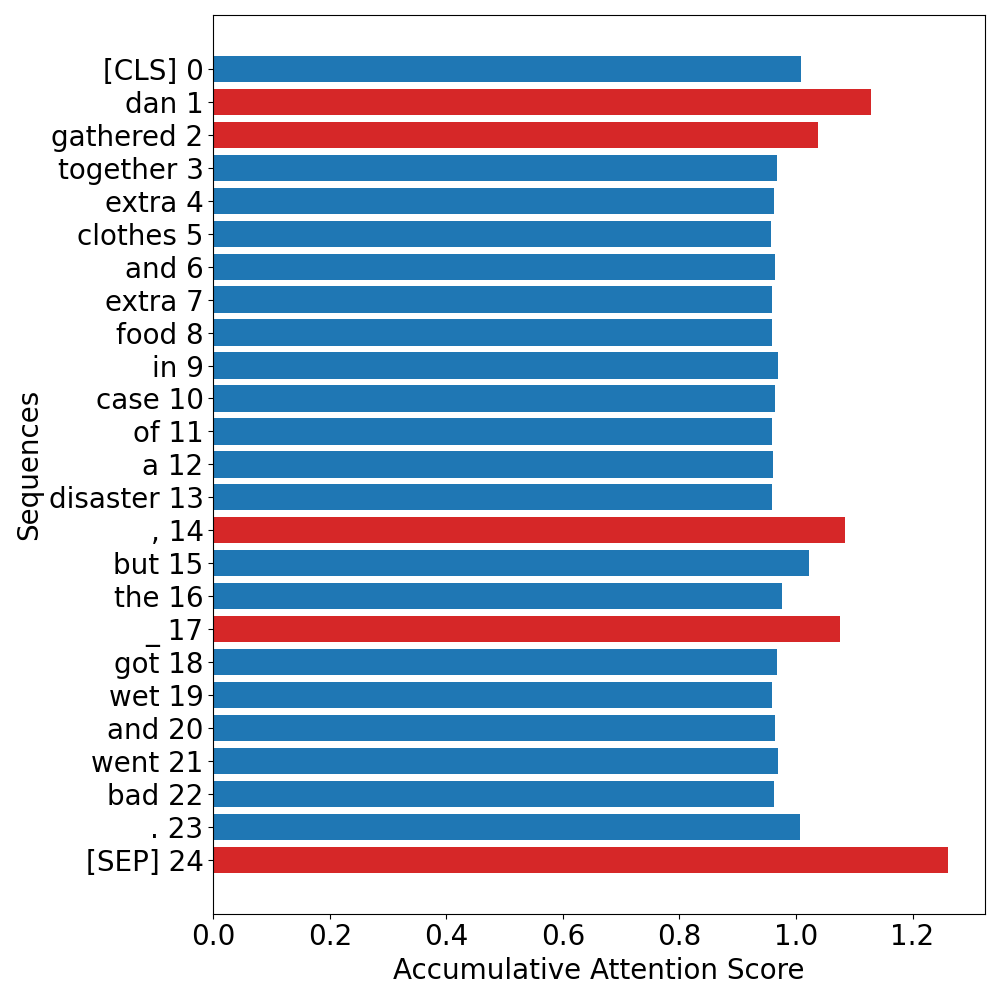 [CLS] 0
dan 1
gathered 2
together 3
extra 4
clothes 5
and 6
extra 7
food 8
in 9
case 10
of 11
a 12
disaster 13
, 14
but 15
the 16
_ 17
got 18
wet 19
and 20
went 21
bad 22
. 23
[SEP] 24
Sequences
0.0 0.2 0.4 0.6 0.8 1.0 1.2
Accumulative Attention Score